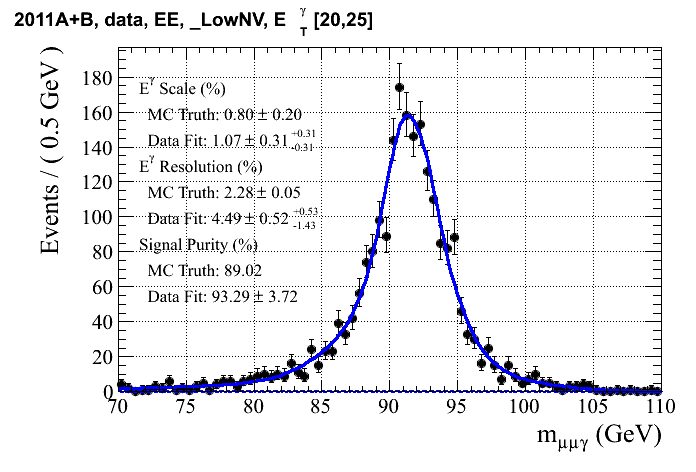 2011A+B, data, EE, _LowNV, E γ T [20,25]
Events / ( 0.5 GeV )
180
160
140
120
100
80
60
40
20
0
E^γ Scale (%)
MC Truth: 0.80 ± 0.20
Data Fit: 1.07 ± 0.31 +0.31 -0.31
E^γ Resolution (%)
MC Truth: 2.28 ± 0.05
Data Fit: 4.49 ± 0.52 +0.53 -1.43
Signal Purity (%)
MC Truth: 89.02
Data Fit: 93.29 ± 3.72
70 75 80 85 90 95 100 105 110
m_μμγ (GeV)